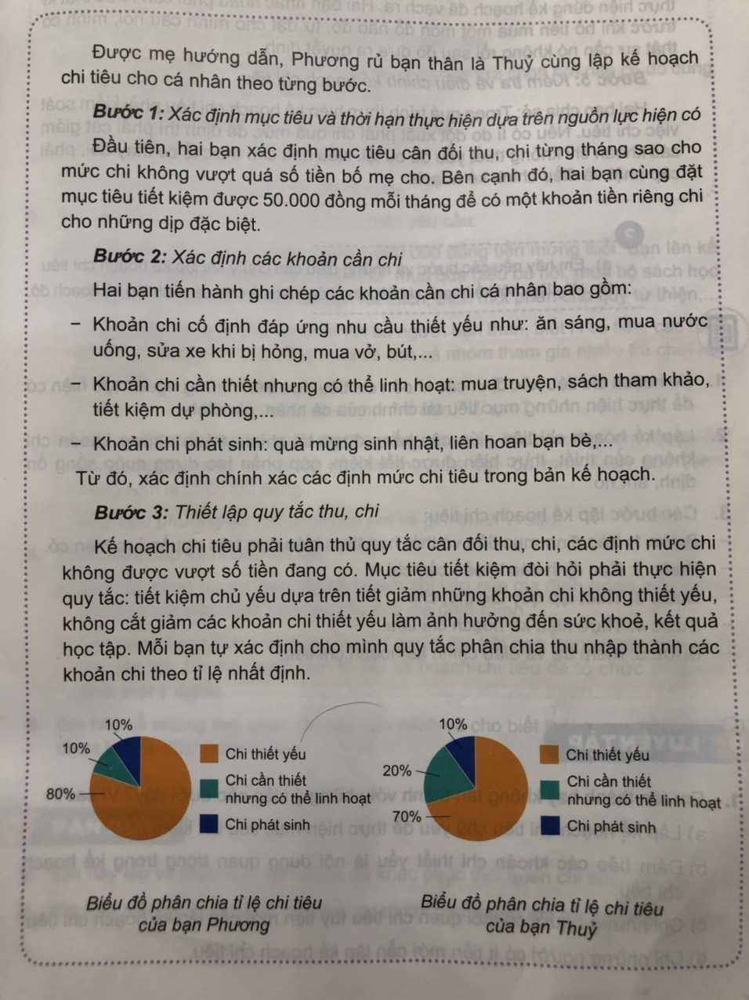 Được mẹ hướng dẫn, Phương rủ bạn thân là Thuỷ cùng lập kế hoạch
chi tiêu cho cá nhân theo từng bước.
Bước 1: Xác định mục tiêu và thời hạn thực hiện dựa trên nguồn lực hiện có
Đầu tiên, hai bạn xác định mục tiêu cân đối thu, chi từng tháng sao cho
mức chi không vượt quá số tiền bố mẹ cho. Bên cạnh đó, hai bạn cùng đặt
mục tiêu tiết kiệm được 50.000 đồng mỗi tháng để có một khoản tiền riêng chi
cho những dịp đặc biệt.
Bước 2: Xác định các khoản cần chi
Hai bạn tiến hành ghi chép các khoản cần chi cá nhân bao gồm:
– Khoản chi cố định đáp ứng nhu cầu thiết yếu như: ăn sáng, mua nước
uống, sửa xe khi bị hỏng, mua vở, bút,...
– Khoản chi cần thiết nhưng có thể linh hoạt: mua truyện, sách tham khảo,
tiết kiệm dự phòng,...
– Khoản chi phát sinh: quà mừng sinh nhật, liên hoan bạn bè,...
Từ đó, xác định chính xác các định mức chi tiêu trong bản kế hoạch.
Bước 3: Thiết lập quy tắc thu, chi
Kế hoạch chi tiêu phải tuân thủ quy tắc cân đối thu, chi, các định mức chi
không được vượt số tiền đang có. Mục tiêu tiết kiệm đòi hỏi phải thực hiện
quy tắc: tiết kiệm chủ yếu dựa trên tiết giảm những khoản chi không thiết yếu,
không cắt giảm các khoản chi thiết yếu làm ảnh hưởng đến sức khoẻ, kết quả
học tập. Mỗi bạn tự xác định cho mình quy tắc phân chia thu nhập thành các
khoản chi theo tỉ lệ nhất định.
10%
10%
80%
Chi thiết yếu
Chi cần thiết
nhưng có thể linh hoạt
Chi phát sinh
Biểu đồ phân chia tỉ lệ chi tiêu
của bạn Phương
10%
20%
70%
Chi thiết yếu
Chi cần thiết
nhưng có thể linh hoạt
Chi phát sinh
Biểu đồ phân chia tỉ lệ chi tiêu
của bạn Thuỷ